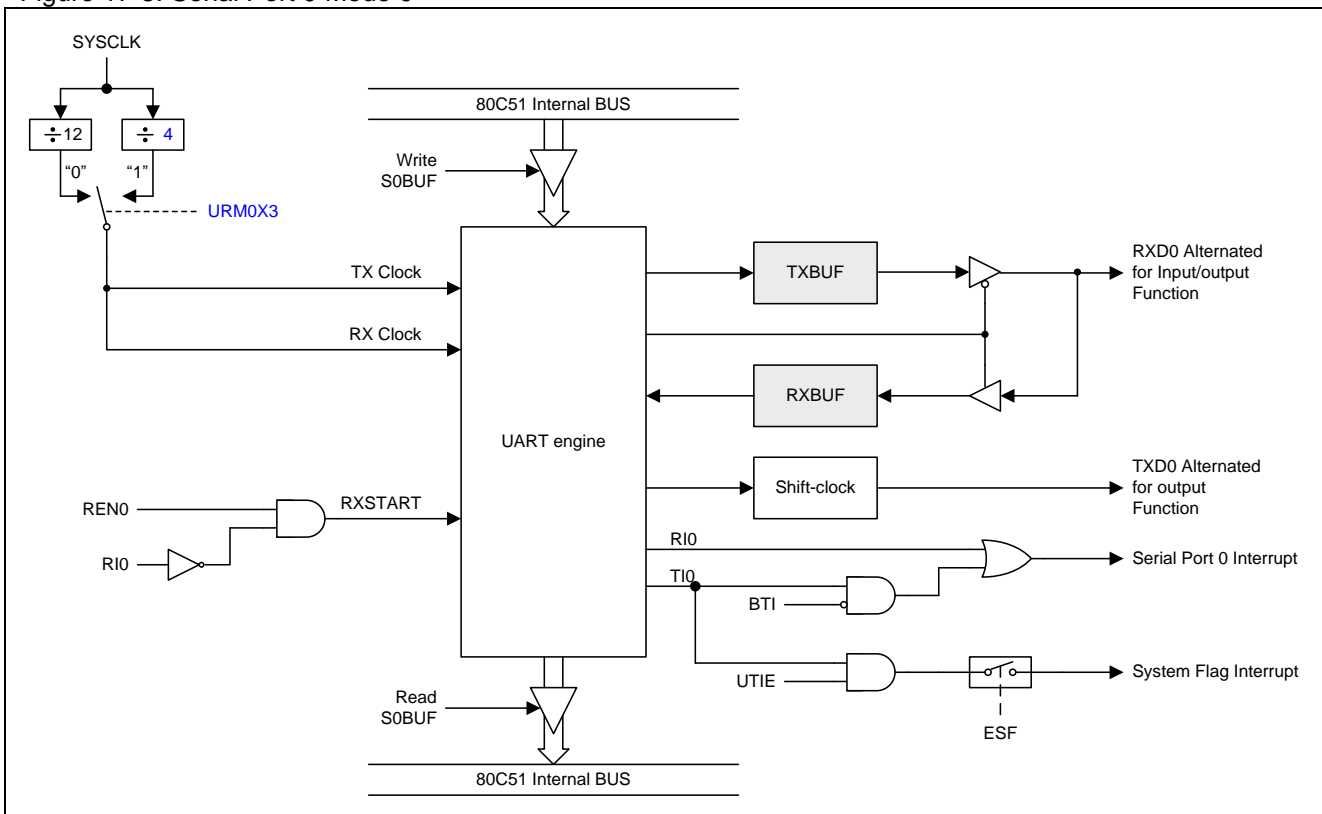 SYSCLK
80C51 Internal BUS
÷12
÷ 4
"0"
"1"
Write
S0BUF
URM0X3
TX Clock
TXBUF
RXD0 Alternated
for Input/output
Function
RX Clock
RXBUF
UART engine
REN0
RXSTART
Shift-clock
TXD0 Alternated
for output
Function
RI0
RI0
Serial Port 0 Interrupt
TI0
BTI
UTIE
System Flag Interrupt
Read
S0BUF
ESF
80C51 Internal BUS